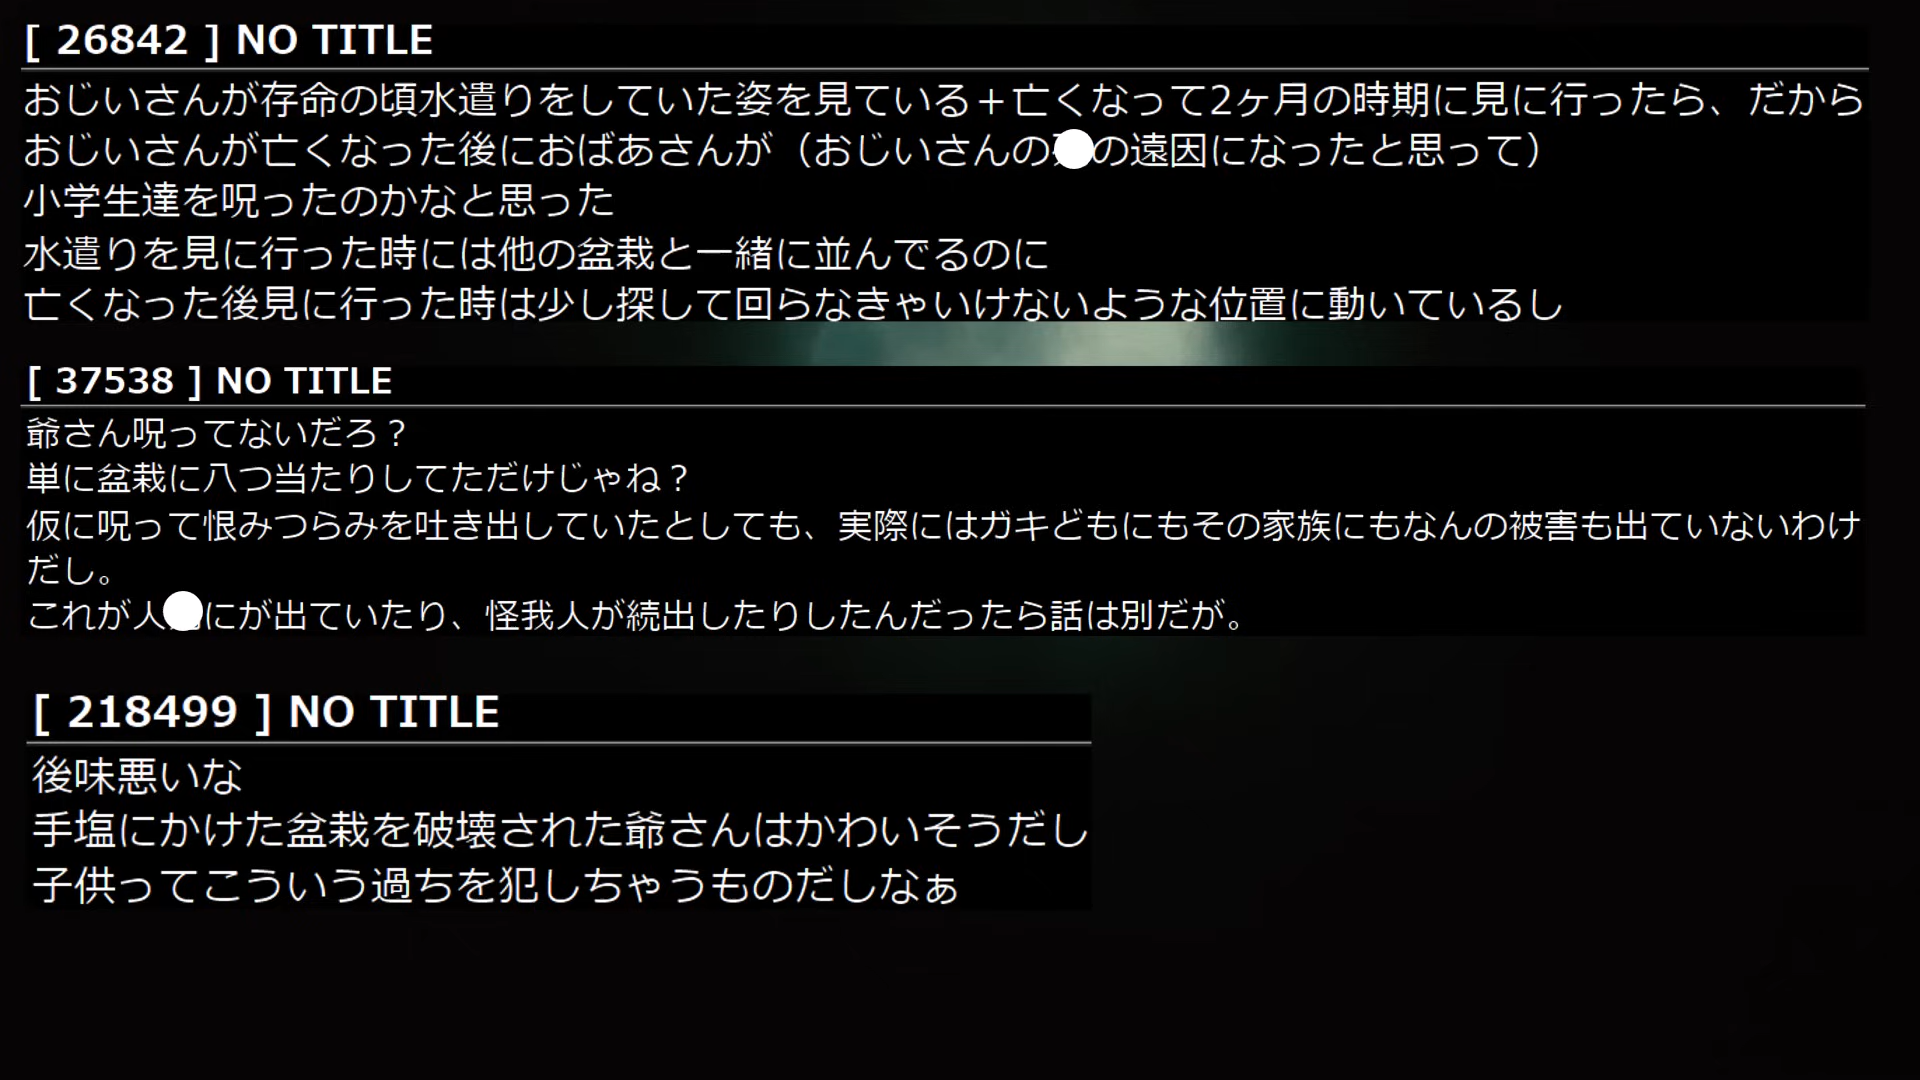 [ 26842 ] NO TITLE
おじいさんが存命の頃水遣りをしていた姿を見ている＋亡くなって2ヶ月の時期に見に行ったら、だから
おじいさんが亡くなった後におばあさんが（おじいさんの の遠因になったと思って）
小学生達を呪ったのかなと思った
水遣りを見に行った時には他の盆栽と一緒に並んでるのに
亡くなった後見に行った時は少し探して回らなきゃいけないような位置に動いているし
[ 37538 ] NO TITLE
爺さん呪ってないだろ？
単に盆栽に八つ当たりしてただけじゃね？
仮に呪って恨みつらみを吐き出していたとしても、実際にはガキどもにもその家族にもなんの被害も出ていないわけ
だし。
これが人 にが出ていたり、怪我人が続出したりしたんだったら話は別だが。
[ 218499 ] NO TITLE
後味悪いな
手塩にかけた盆栽を破壊された爺さんはかわいそうだし
子供ってこういう過ちを犯しちゃうものだしなぁ